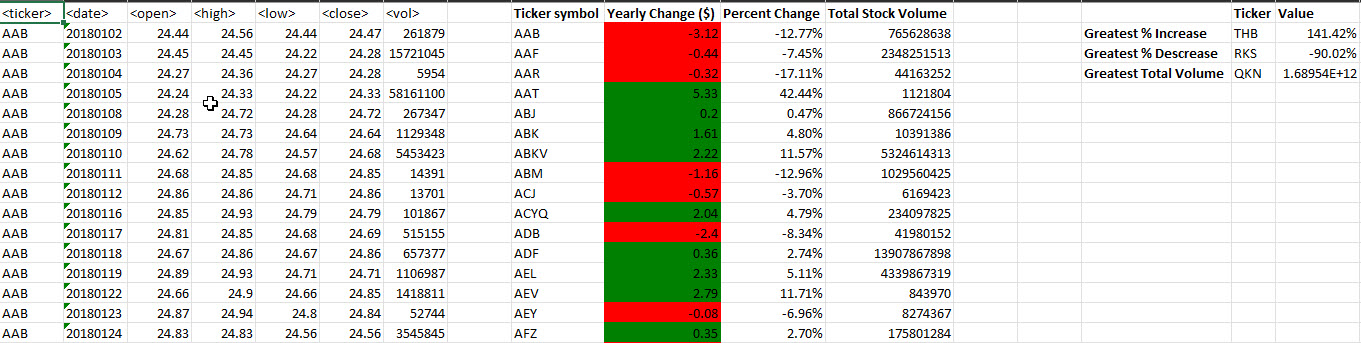 <ticker> <date> <open> <high> <low> <close> <vol> Ticker symbol Yearly Change ($) Percent Change Total Stock Volume Ticker Value
AAB 20180102 24.44 24.56 24.44 24.47 261879 AAB -3.12 -12.77% 765628638 Greatest % Increase THB 141.42%
AAB 20180103 24.45 24.45 24.22 24.28 15721045 AAF -0.44 -7.45% 2348251513 Greatest % Descrease RKS -90.02%
AAB 20180104 24.27 24.36 24.27 24.28 5954 AAR -0.32 -17.11% 44163252 Greatest Total Volume QKN 1.68954E+12
AAB 20180105 24.24 24.33 24.22 24.33 58161100 AAT 5.33 42.44% 1121804
AAB 20180108 24.28 24.72 24.28 24.72 267347 ABJ 0.2 0.47% 866724156
AAB 20180109 24.73 24.73 24.64 24.64 1129348 ABK 1.61 4.80% 10391386
AAB 20180110 24.62 24.78 24.57 24.68 5453423 ABKV 2.22 11.57% 5324614313
AAB 20180111 24.68 24.85 24.68 24.85 14391 ABM -1.16 -12.96% 1029560425
AAB 20180112 24.86 24.86 24.71 24.86 13701 ACJ -0.57 -3.70% 6169423
AAB 20180116 24.85 24.93 24.79 24.79 101867 ACYQ 2.04 4.79% 234097825
AAB 20180117 24.81 24.85 24.68 24.69 515155 ADB -2.4 -8.34% 41980152
AAB 20180118 24.67 24.86 24.67 24.86 657377 ADF 0.36 2.74% 13907867898
AAB 20180119 24.89 24.93 24.71 24.71 1106987 AEL 2.33 5.11% 4339867319
AAB 20180122 24.66 24.9 24.66 24.85 1418811 AEV 2.79 11.71% 843970
AAB 20180123 24.87 24.94 24.8 24.84 52744 AEY -0.08 -6.96% 8274367
AAB 20180124 24.83 24.83 24.56 24.56 3545845 AFZ 0.35 2.70% 175801284